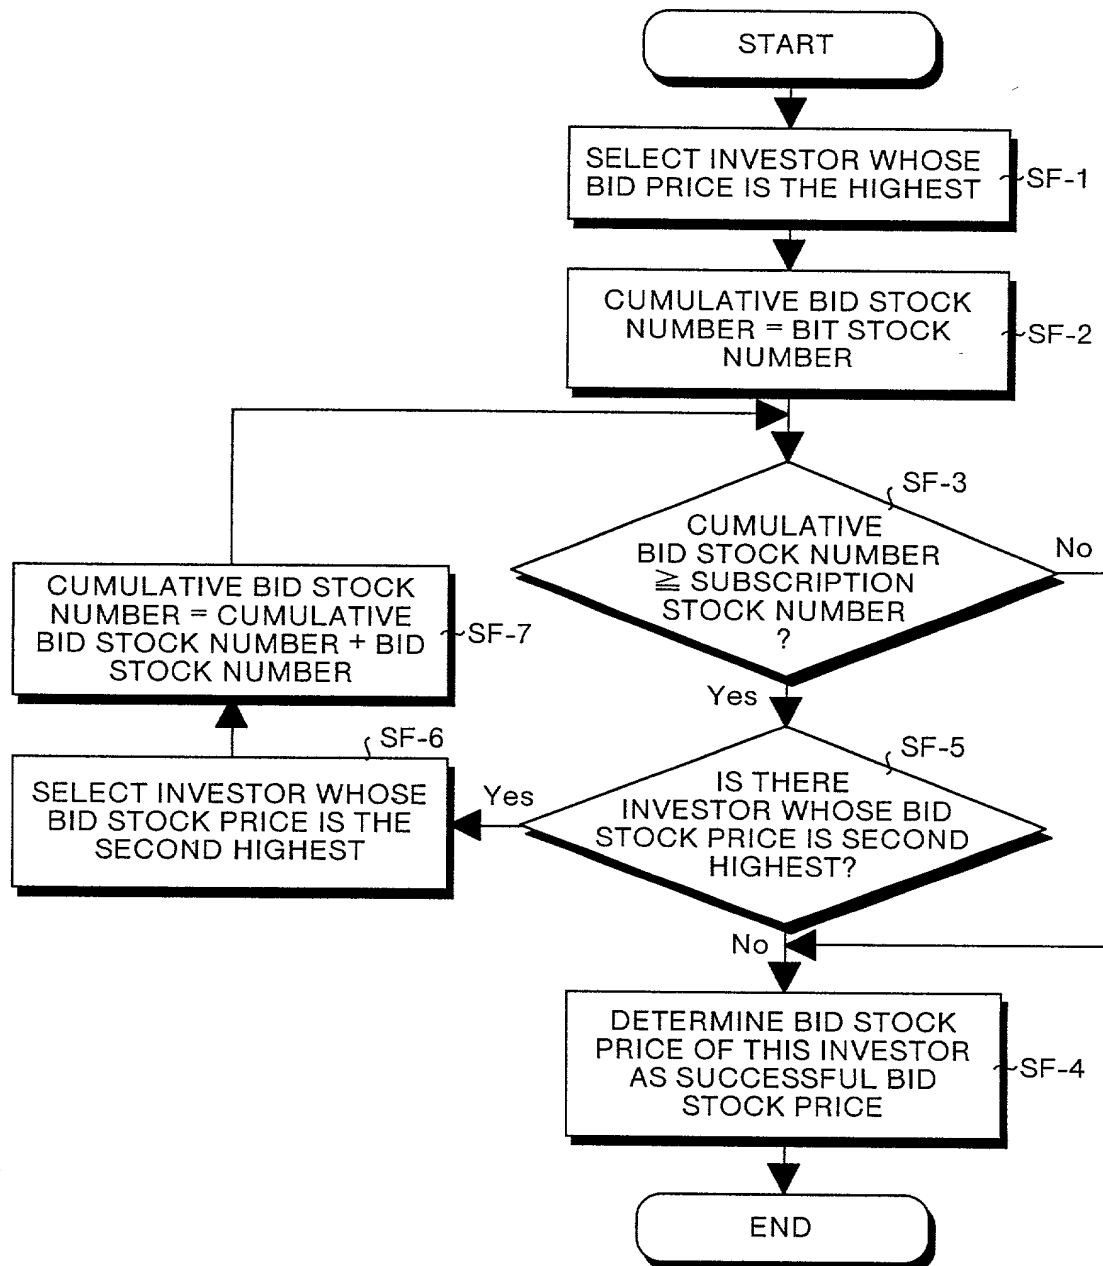 START
SELECT INVESTOR WHOSE
BID PRICE IS THE HIGHEST
SF-1
CUMULATIVE BID STOCK
NUMBER = BIT STOCK
NUMBER
SF-2
SF-3
CUMULATIVE
BID STOCK NUMBER
≧ SUBSCRIPTION
STOCK NUMBER
?
No
Yes
CUMULATIVE BID STOCK
NUMBER = CUMULATIVE
BID STOCK NUMBER + BID
STOCK NUMBER
SF-7
SF-6
SELECT INVESTOR WHOSE
BID STOCK PRICE IS THE
SECOND HIGHEST
Yes
SF-5
IS THERE
INVESTOR WHOSE BID
STOCK PRICE IS SECOND
HIGHEST?
No
DETERMINE BID STOCK
PRICE OF THIS INVESTOR
AS SUCCESSFUL BID
STOCK PRICE
SF-4
END